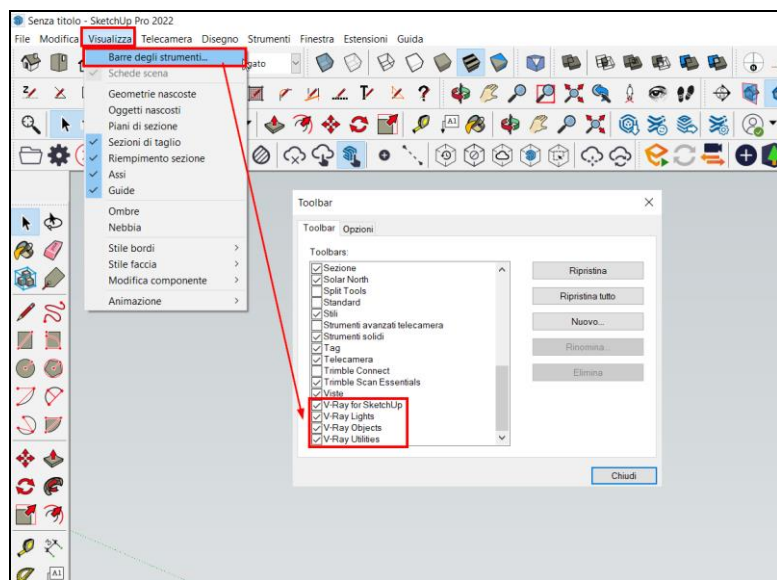 Senza titolo - SketchUp Pro 2022
File Modifica Visualizza Telecamera Disegno Strumenti Finestra Estensioni Guida
Barre degli strumenti...
Schede scena
Geometrie nascoste
Oggetti nascosti
Piani di sezione
Sezioni di taglio
Riempimento sezione
Assi
Guide
Ombre
Nebbia
Stile bordi
Stile faccia
Modifica componente
Animazione
Toolbar
Toolbar Opzioni
Toolbars:
Sezione
Solar North
Split Tools
Standard
Stili
Strumenti avanzati telecamera
Strumenti solidi
Tag
Telecamera
Trimble Connect
Trimble Scan Essentials
Viste
V-Ray for SketchUp
V-Ray Lights
V-Ray Objects
V-Ray Utilities
Ripristina
Ripristina tutto
Nuovo...
Rinomina...
Elimina
Chiudi